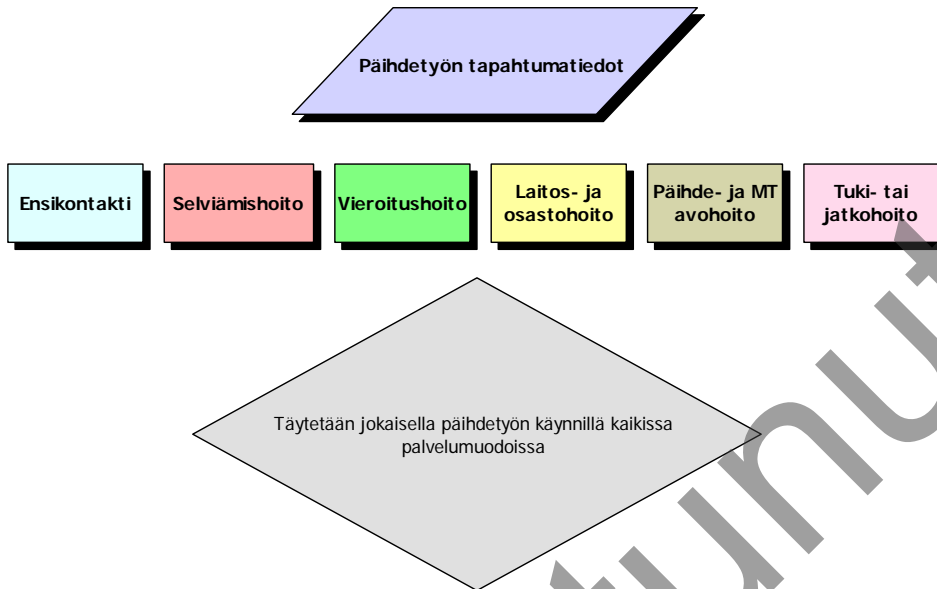 Päihdetyön tapahtumatiedot
Ensikontakti
Selviämishoito
Vieroitushoito
Laitos- ja
osastohoito
Päihde- ja MT
avohoito
Tuki- tai
jatkohoito
Täytetään jokaisella päihdetyön käynnillä kaikissa
palvelumuodoissa